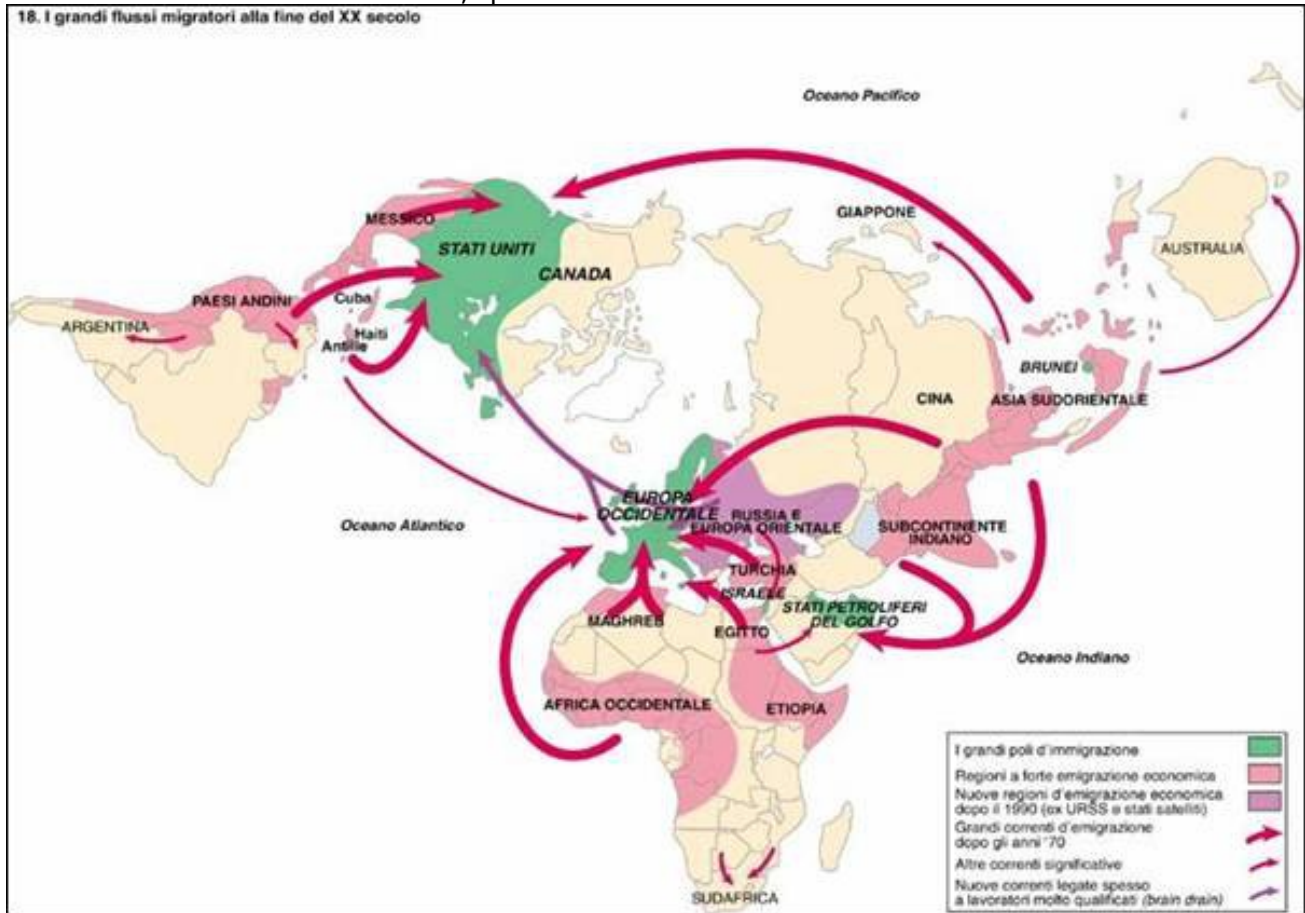 18. I grandi flussi migratori alla fine del XX secolo
Oceano Pacifico
GIAPPONE
MESSICO
AUSTRALIA
STATI UNITI
CANADA
PAESI ANDINI
Cuba
ARGENTINA
Haiti
Antille
BRUNEI
CINA
ASIA SUDORIENTALE
EUROPA
OCCIDENTALE
Oceano Atlantico
RUSSIA E
EUROPA ORIENTALE
SUBCONTINENTE
INDIANO
TURCHIA
ISRAELE
STATI PETROLIFERI
DEL GOLFO
MAGHREB
EGITTO
Oceano Indiano
AFRICA OCCIDENTALE
ETIOPIA
SUDAFRICA
I grandi poli d'immigrazione
Regioni a forte emigrazione economica
Nuove regioni d'emigrazione economica
dopo il 1990 (ex URSS e stati satelliti)
Grandi correnti d'emigrazione
dopo gli anni '70
Altre correnti significative
Nuove correnti legate spesso
a lavoratori molto qualificati (brain drain)